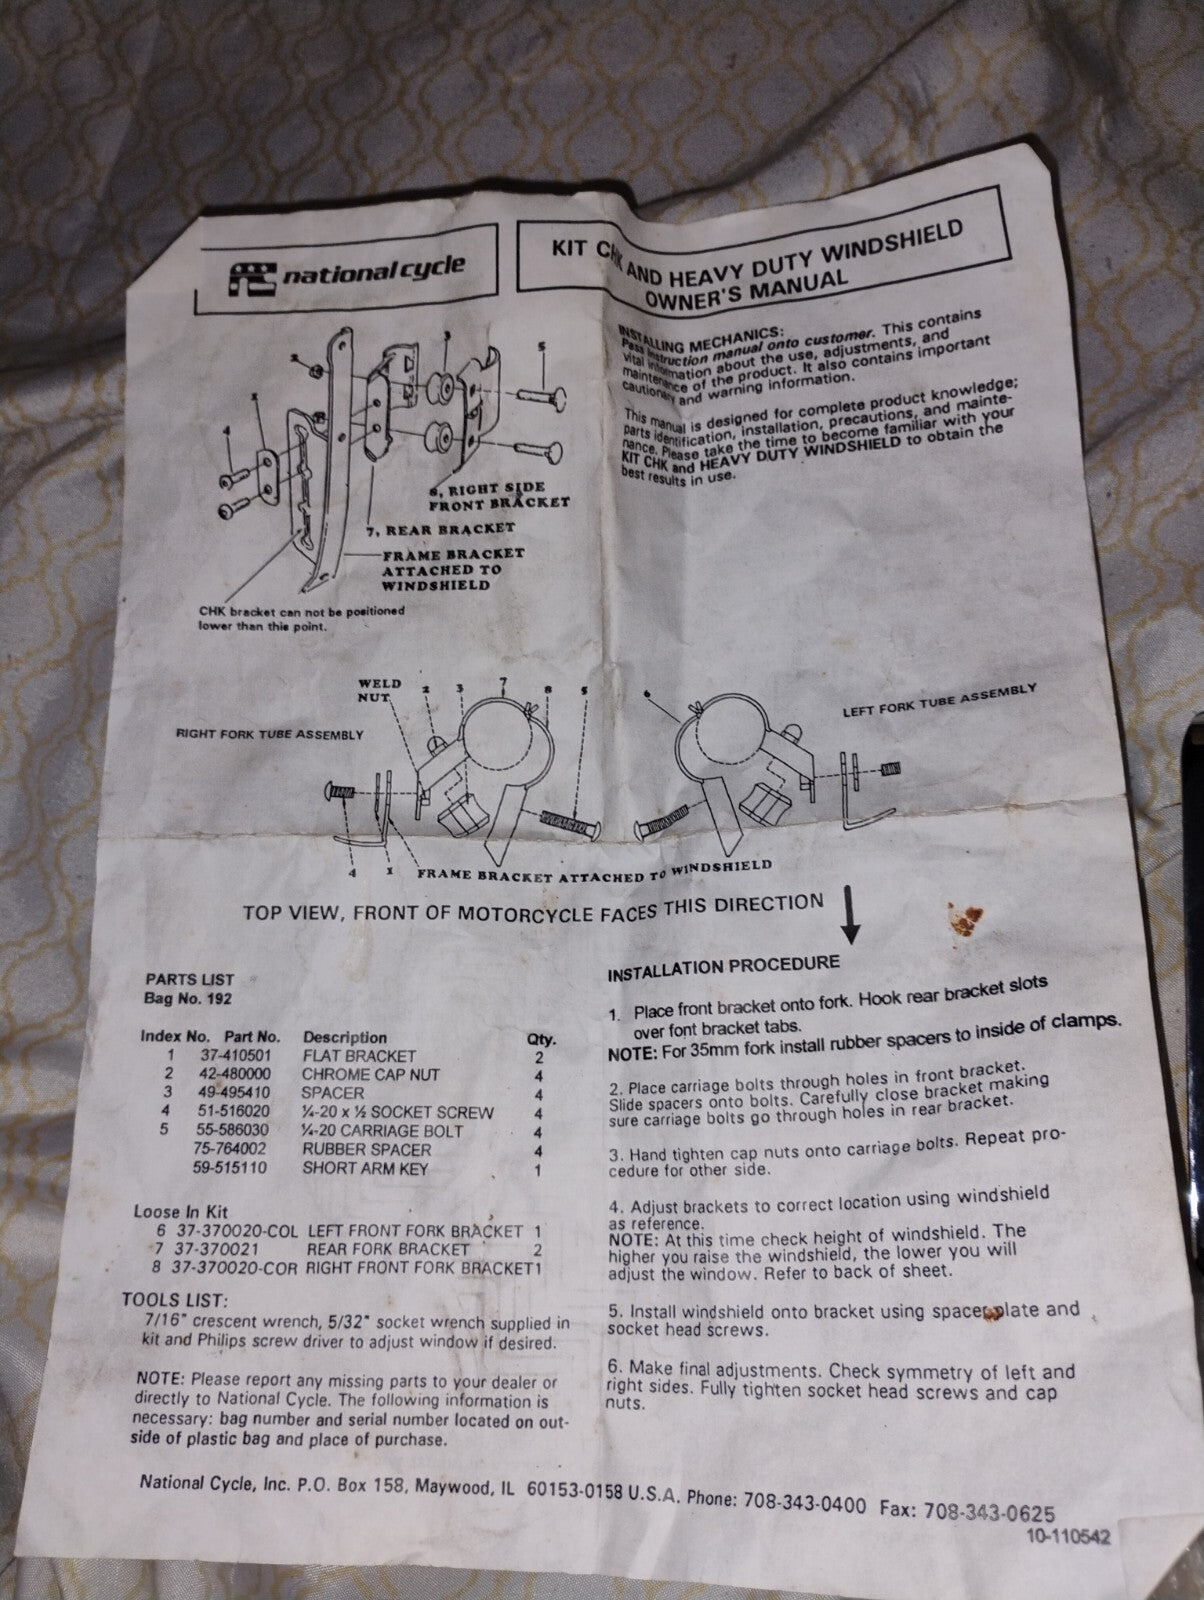 national cycle
KIT CHK AND HEAVY DUTY WINDSHIELD
OWNER'S MANUAL
INSTALLING MECHANICS:
Pass instruction manual onto customer. This contains
vital information about the use, adjustments, and
maintenance of the product. It also contains important
cautionary and warning information.
This manual is designed for complete product knowledge;
parts identification, installation, precautions, and mainte-
nance. Please take the time to become familiar with your
KIT CHK and HEAVY DUTY WINDSHIELD to obtain the
best results in use.
2
3
5
1
4
8, RIGHT SIDE
FRONT BRACKET
7, REAR BRACKET
FRAME BRACKET
ATTACHED TO
WINDSHIELD
CHK bracket can not be positioned
lower than this point.
WELD
NUT
2
3
7
8
5
6
RIGHT FORK TUBE ASSEMBLY
LEFT FORK TUBE ASSEMBLY
4
1
FRAME BRACKET ATTACHED TO WINDSHIELD
TOP VIEW, FRONT OF MOTORCYCLE FACES THIS DIRECTION
PARTS LIST
Bag No. 192
Index No. Part No. Description Qty.
1 37-410501 FLAT BRACKET 2
2 42-480000 CHROME CAP NUT 4
3 49-495410 SPACER 4
4 51-516020 ¼-20 x ½ SOCKET SCREW 4
5 55-586030 ¼-20 CARRIAGE BOLT 4
75-764002 RUBBER SPACER 4
59-515110 SHORT ARM KEY 1
Loose In Kit
6 37-370020-COL LEFT FRONT FORK BRACKET 1
7 37-370021 REAR FORK BRACKET 2
8 37-370020-COR RIGHT FRONT FORK BRACKET 1
TOOLS LIST:
7/16" crescent wrench, 5/32" socket wrench supplied in
kit and Philips screw driver to adjust window if desired.
NOTE: Please report any missing parts to your dealer or
directly to National Cycle. The following information is
necessary: bag number and serial number located on out-
side of plastic bag and place of purchase.
INSTALLATION PROCEDURE
1. Place front bracket onto fork. Hook rear bracket slots
over font bracket tabs.
NOTE: For 35mm fork install rubber spacers to inside of clamps.
2. Place carriage bolts through holes in front bracket.
Slide spacers onto bolts. Carefully close bracket making
sure carriage bolts go through holes in rear bracket.
3. Hand tighten cap nuts onto carriage bolts. Repeat pro-
cedure for other side.
4. Adjust brackets to correct location using windshield
as reference.
NOTE: At this time check height of windshield. The
higher you raise the windshield, the lower you will
adjust the window. Refer to back of sheet.
5. Install windshield onto bracket using spacer plate and
socket head screws.
6. Make final adjustments. Check symmetry of left and
right sides. Fully tighten socket head screws and cap
nuts.
National Cycle, Inc. P.O. Box 158, Maywood, IL 60153-0158 U.S.A. Phone: 708-343-0400 Fax: 708-343-0625
10-110542